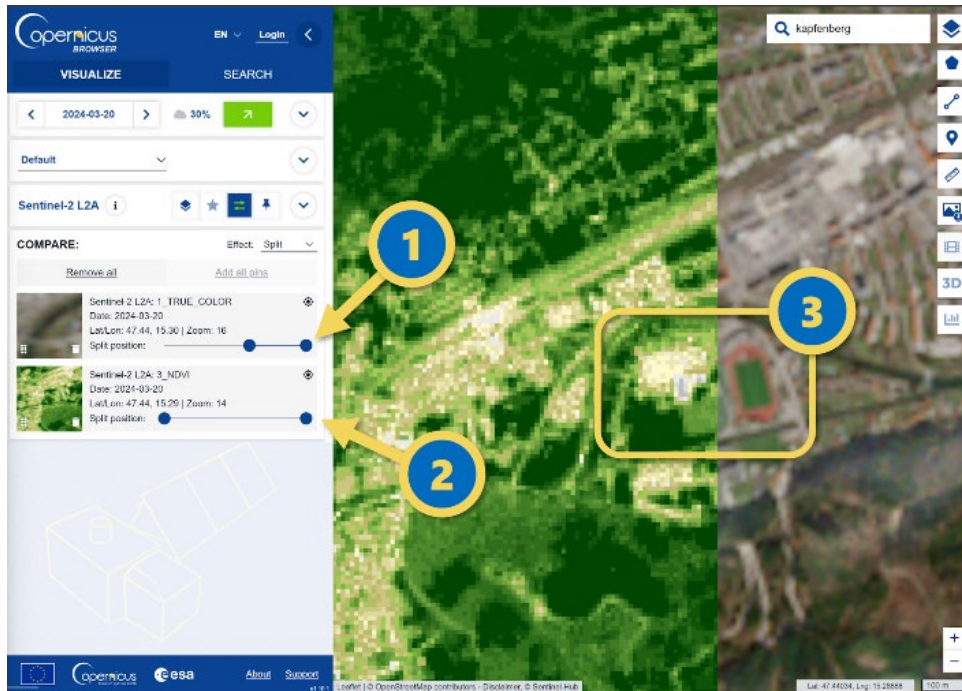 opernicus
BROWSER
EN
Login
VISUALIZE
SEARCH
2024-03-20
30%
Default
Sentinel-2 L2A
i
COMPARE:
Effect: Split
Remove all
Add all pins
Sentinel-2 L2A: 1_TRUE_COLOR
Date: 2024-03-20
Lat/Lon: 47.44, 15.30 | Zoom: 16
Split position:
Sentinel-2 L2A: 3_NDVI
Date: 2024-03-20
Lat/Lon: 47.44, 15.29 | Zoom: 14
Split position:
1
2
3
kapfenberg
3D
+
−
opernicus
esa
About
Support
Leaflet | © OpenStreetMap contributors - Disclaimer, © Sentinel Hub
100 m